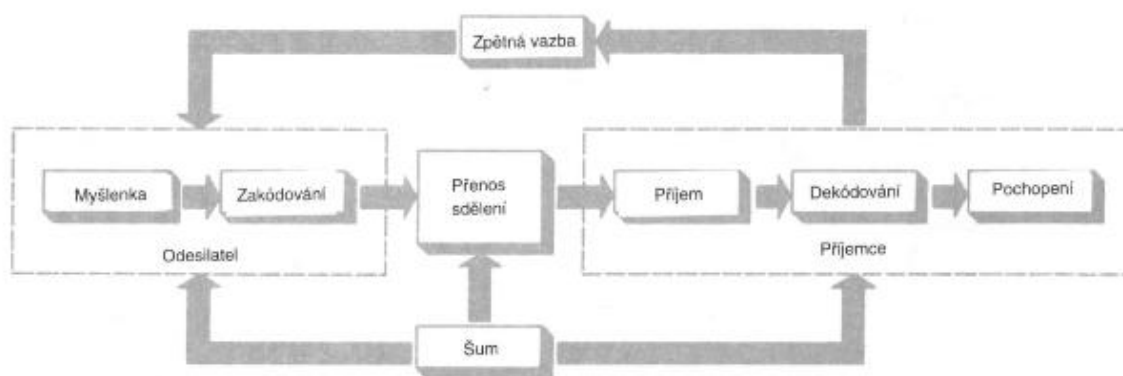 Zpětná vazba
Myšlenka
Zakódování
Přenos
sdělení
Příjem
Dekódování
Pochopení
Odesilatel
Příjemce
Šum